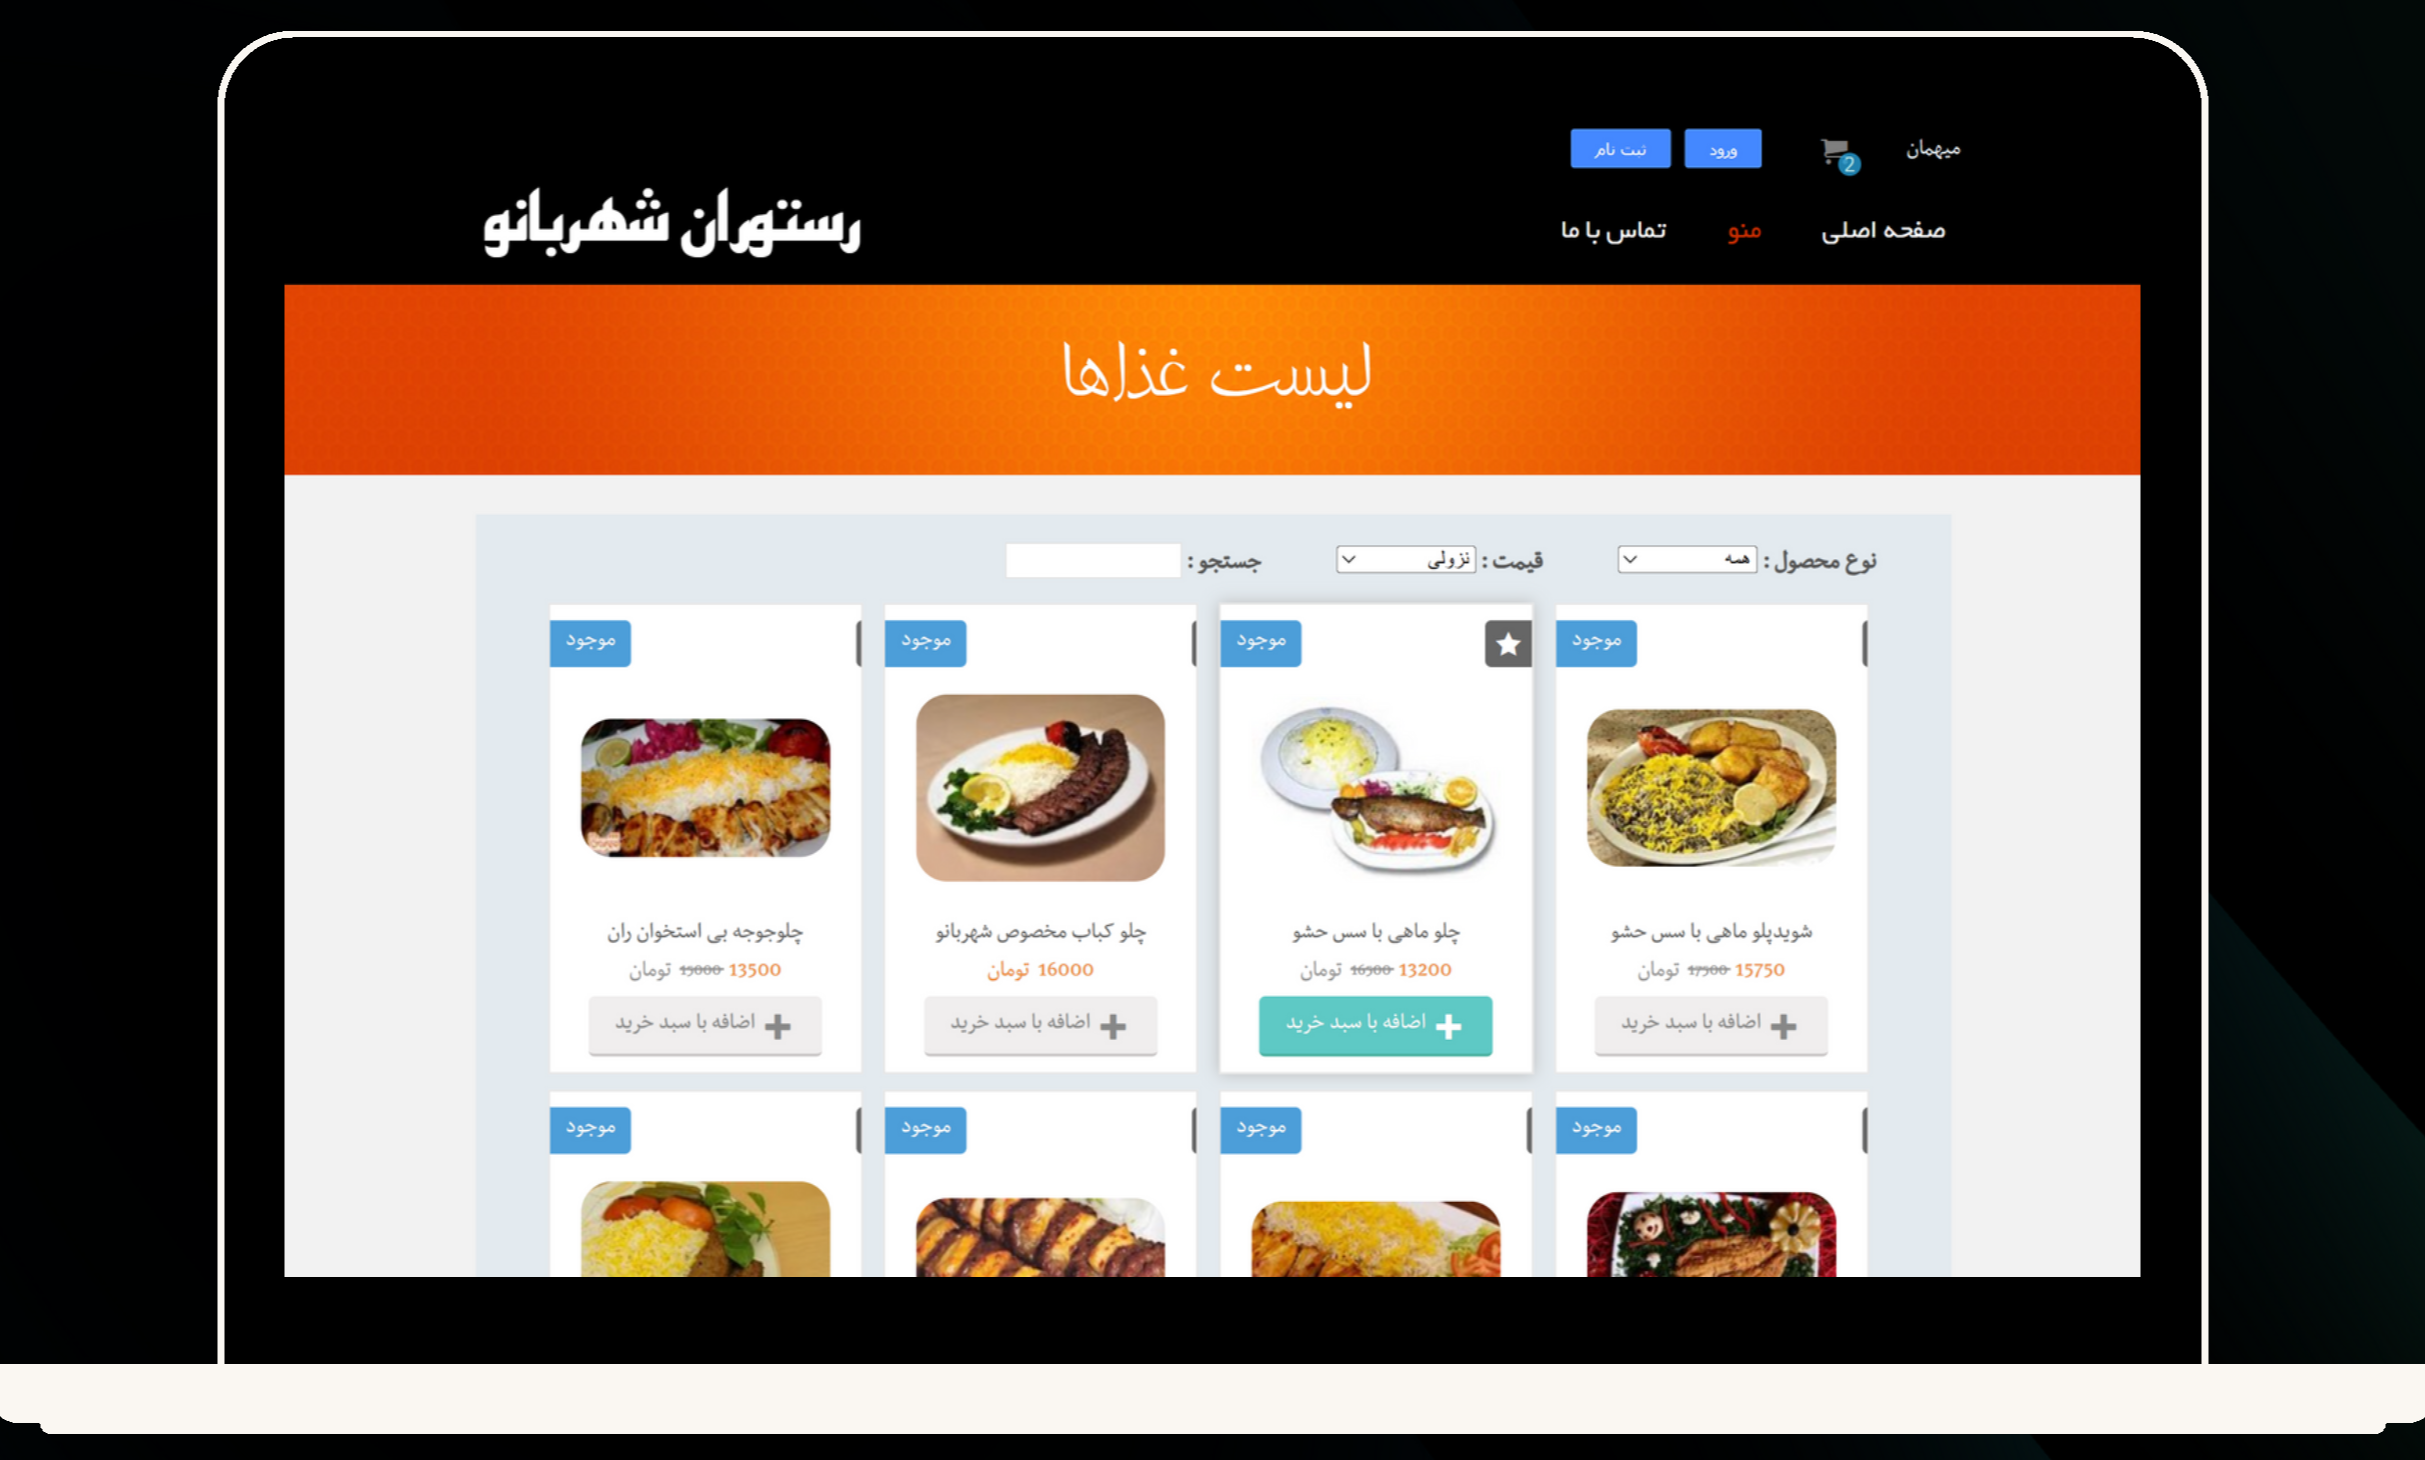 میهمان
2
ورود
ثبت نام
صفحه اصلی
منو
تماس با ما
رستوران شهربانو
لیست غذاها
نوع محصول : همه
قیمت : نزولی
جستجو :
موجود
موجود
موجود
موجود
شویدپلو ماهی با سس حشو
15750 17500 تومان
اضافه با سبد خرید
چلو ماهی با سس حشو
13200 16500 تومان
اضافه با سبد خرید
چلو کباب مخصوص شهربانو
16000 تومان
اضافه با سبد خرید
چلوجوجه بی استخوان ران
13500 15000 تومان
اضافه با سبد خرید
موجود
موجود
موجود
موجود